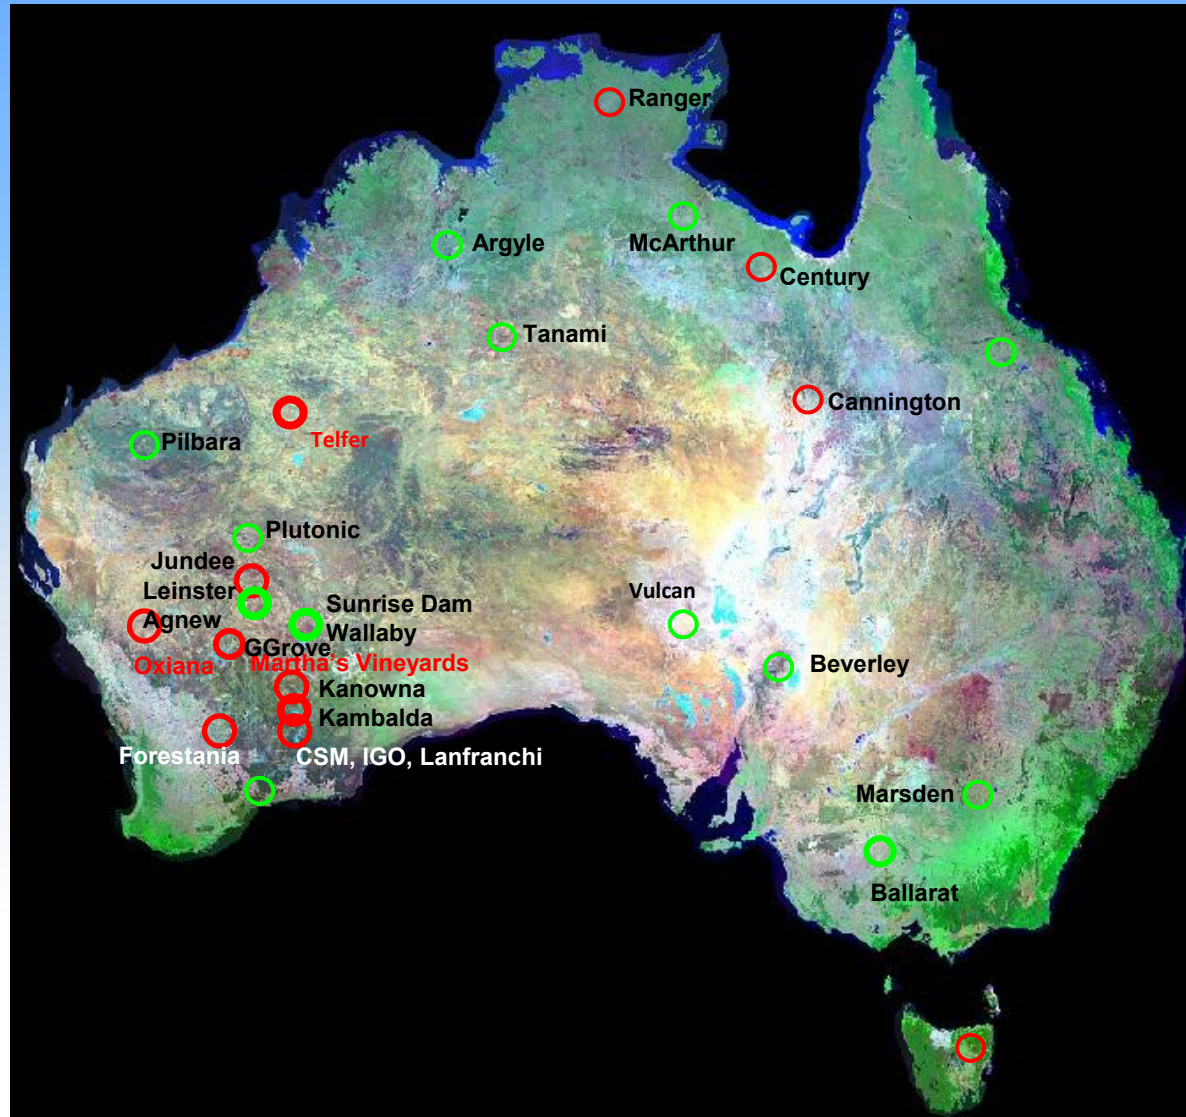 Ranger
Argyle
McArthur
Century
Tanami
Cannington
Telfer
Pilbara
Plutonic
Jundee
Leinster
Agnew
Sunrise Dam
Wallaby
GGrove
Oxiana
Martha's Vineyards
Vulcan
Beverley
Kanowna
Kambalda
Forestania
CSM, IGO, Lanfranchi
Marsden
Ballarat